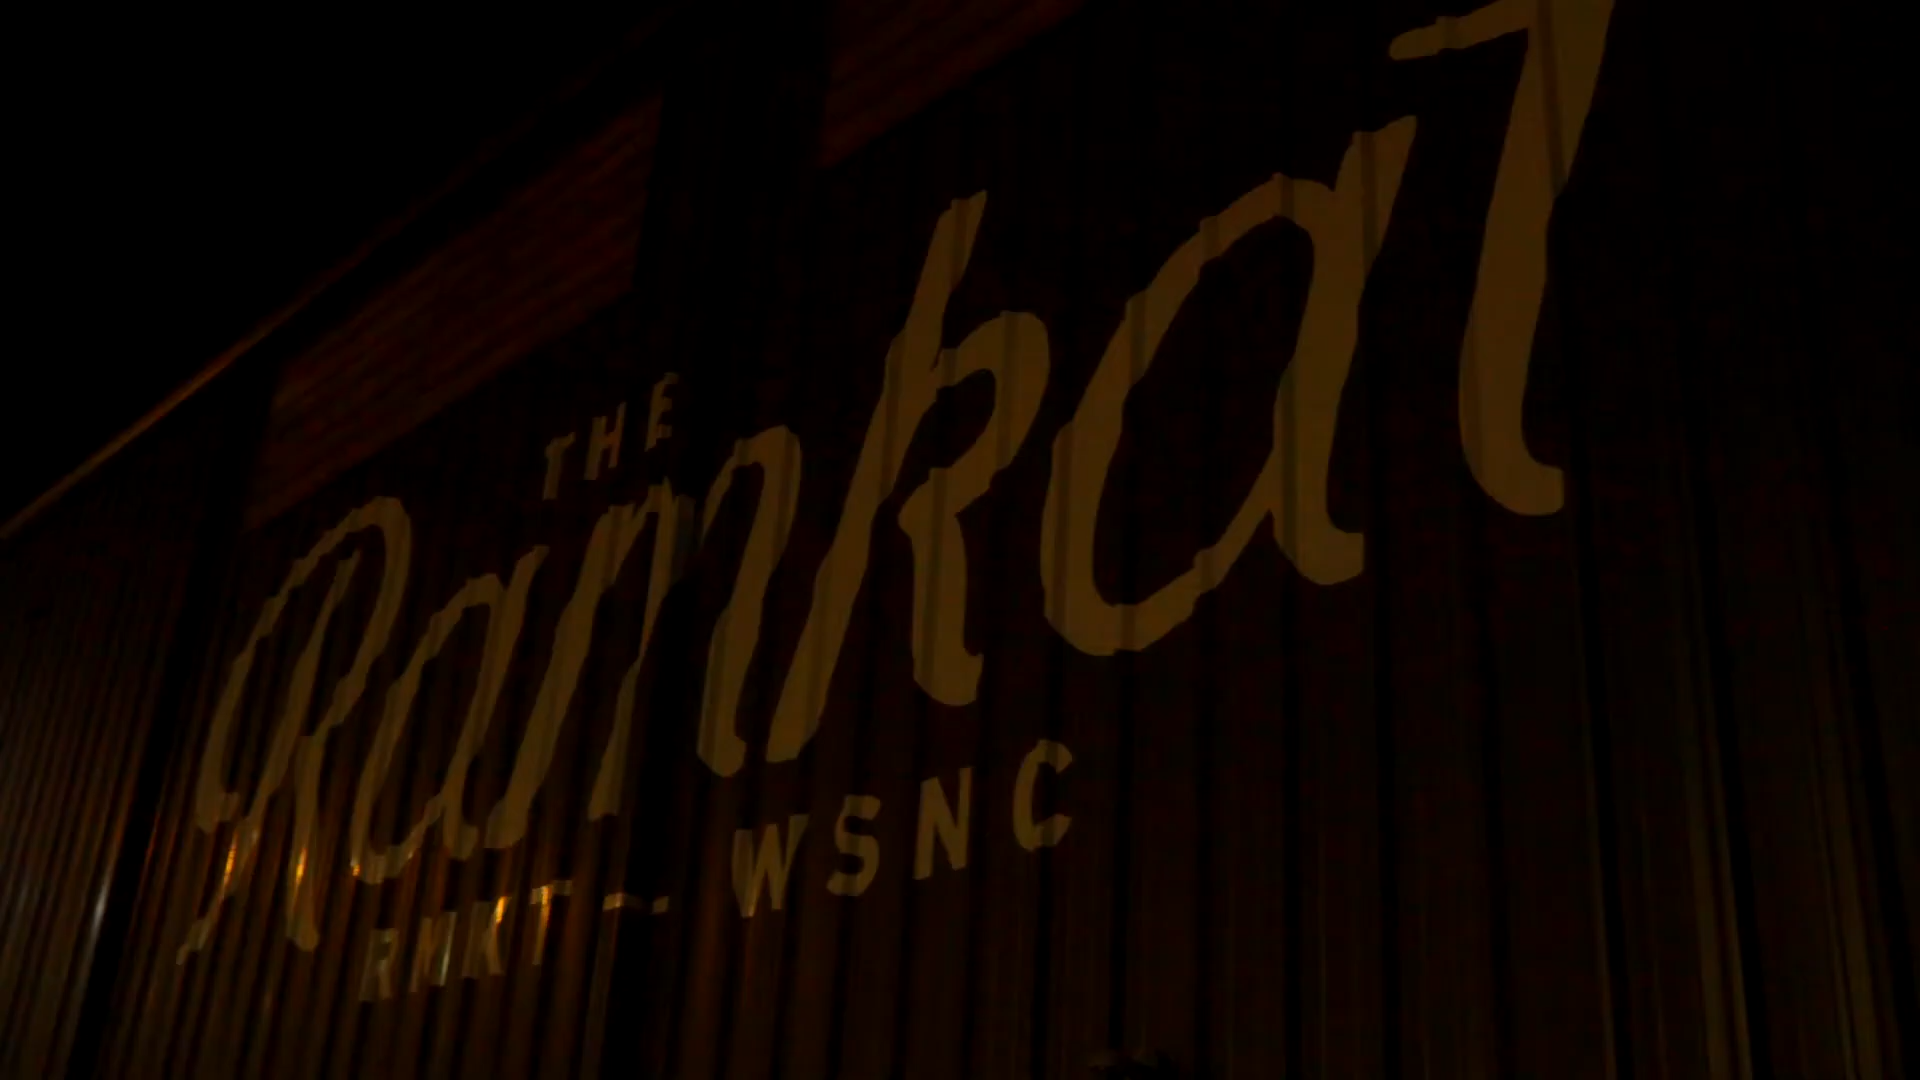 THE
Ramkat
RMKT — WSNC